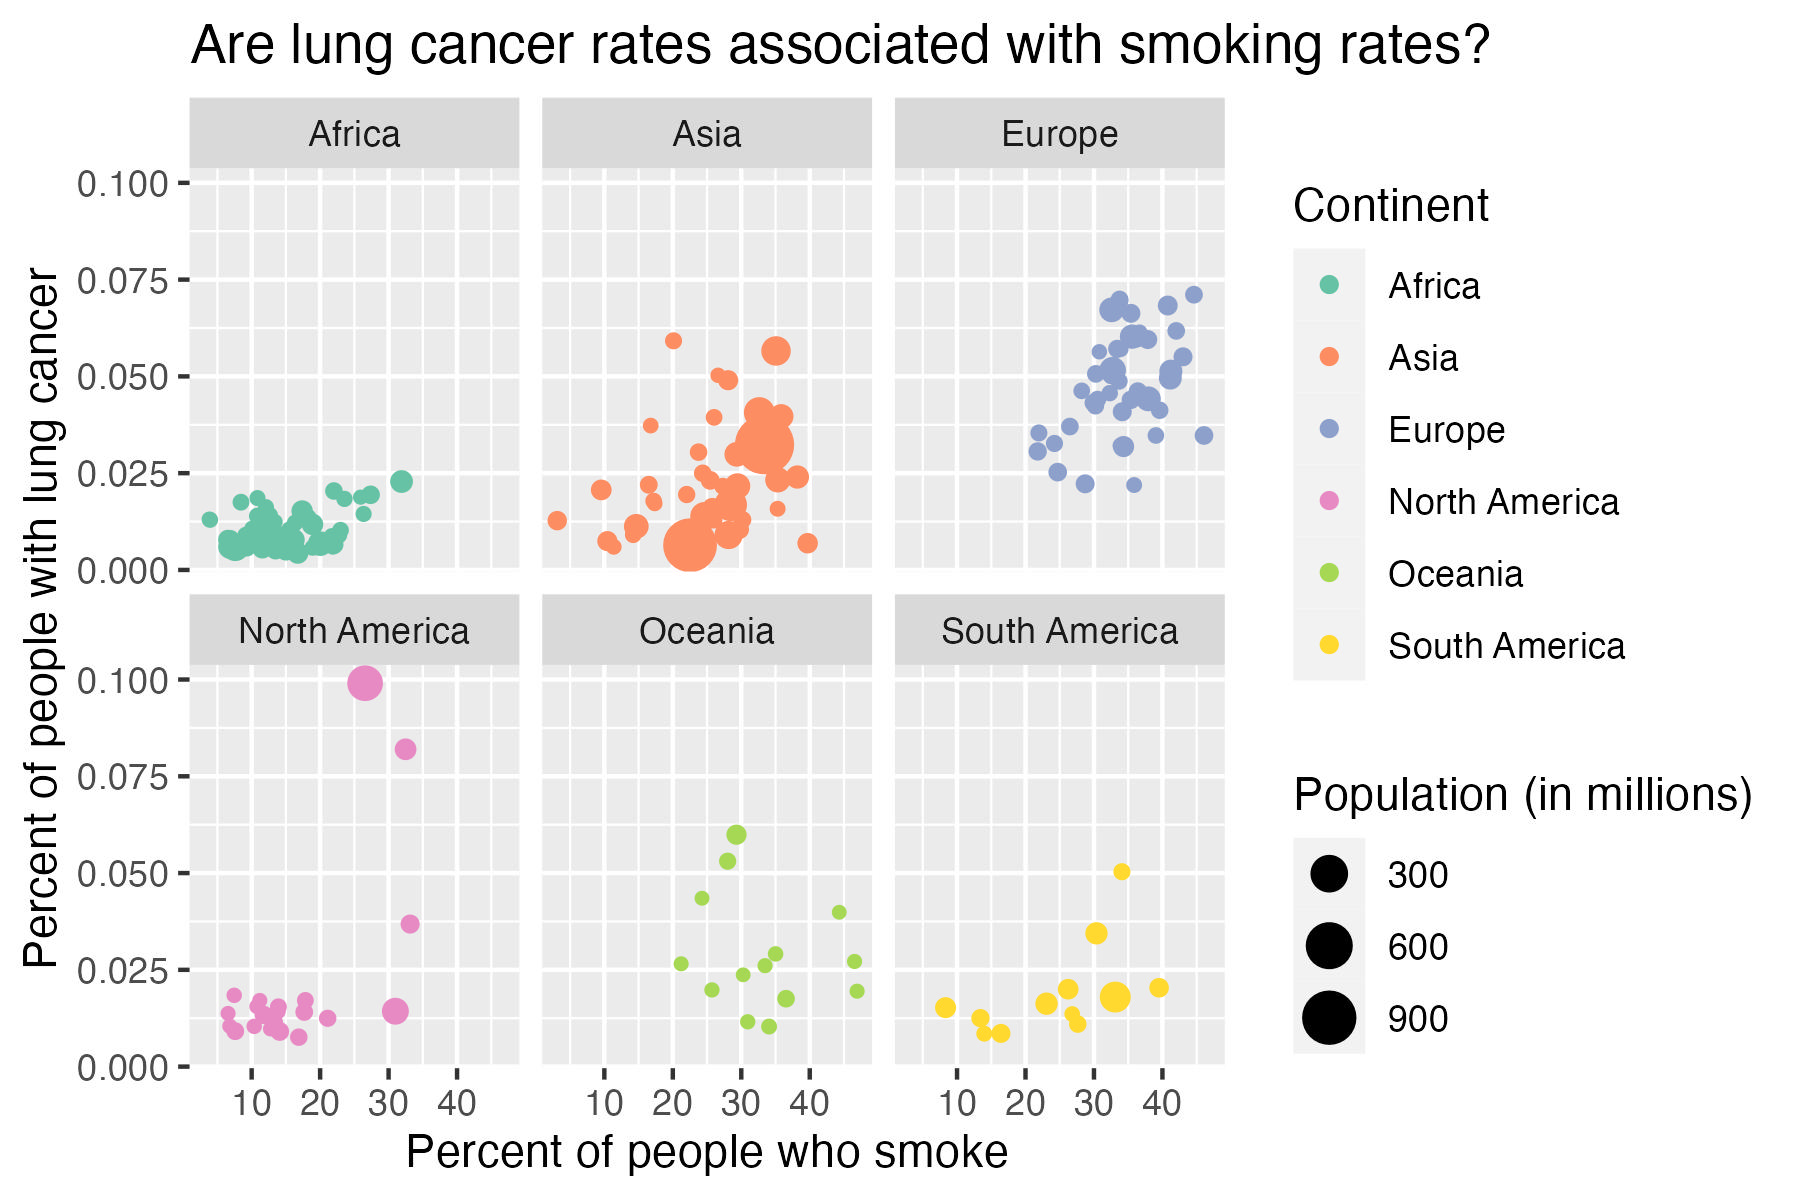 Are lung cancer rates associated with smoking rates?
Africa
Asia
Europe
0.100
0.075
0.050
0.025
0.000
North America
Oceania
South America
0.100
0.075
0.050
0.025
0.000
10 20 30 40
10 20 30 40
10 20 30 40
Percent of people who smoke
Percent of people with lung cancer
Continent
Africa
Asia
Europe
North America
Oceania
South America
Population (in millions)
300
600
900